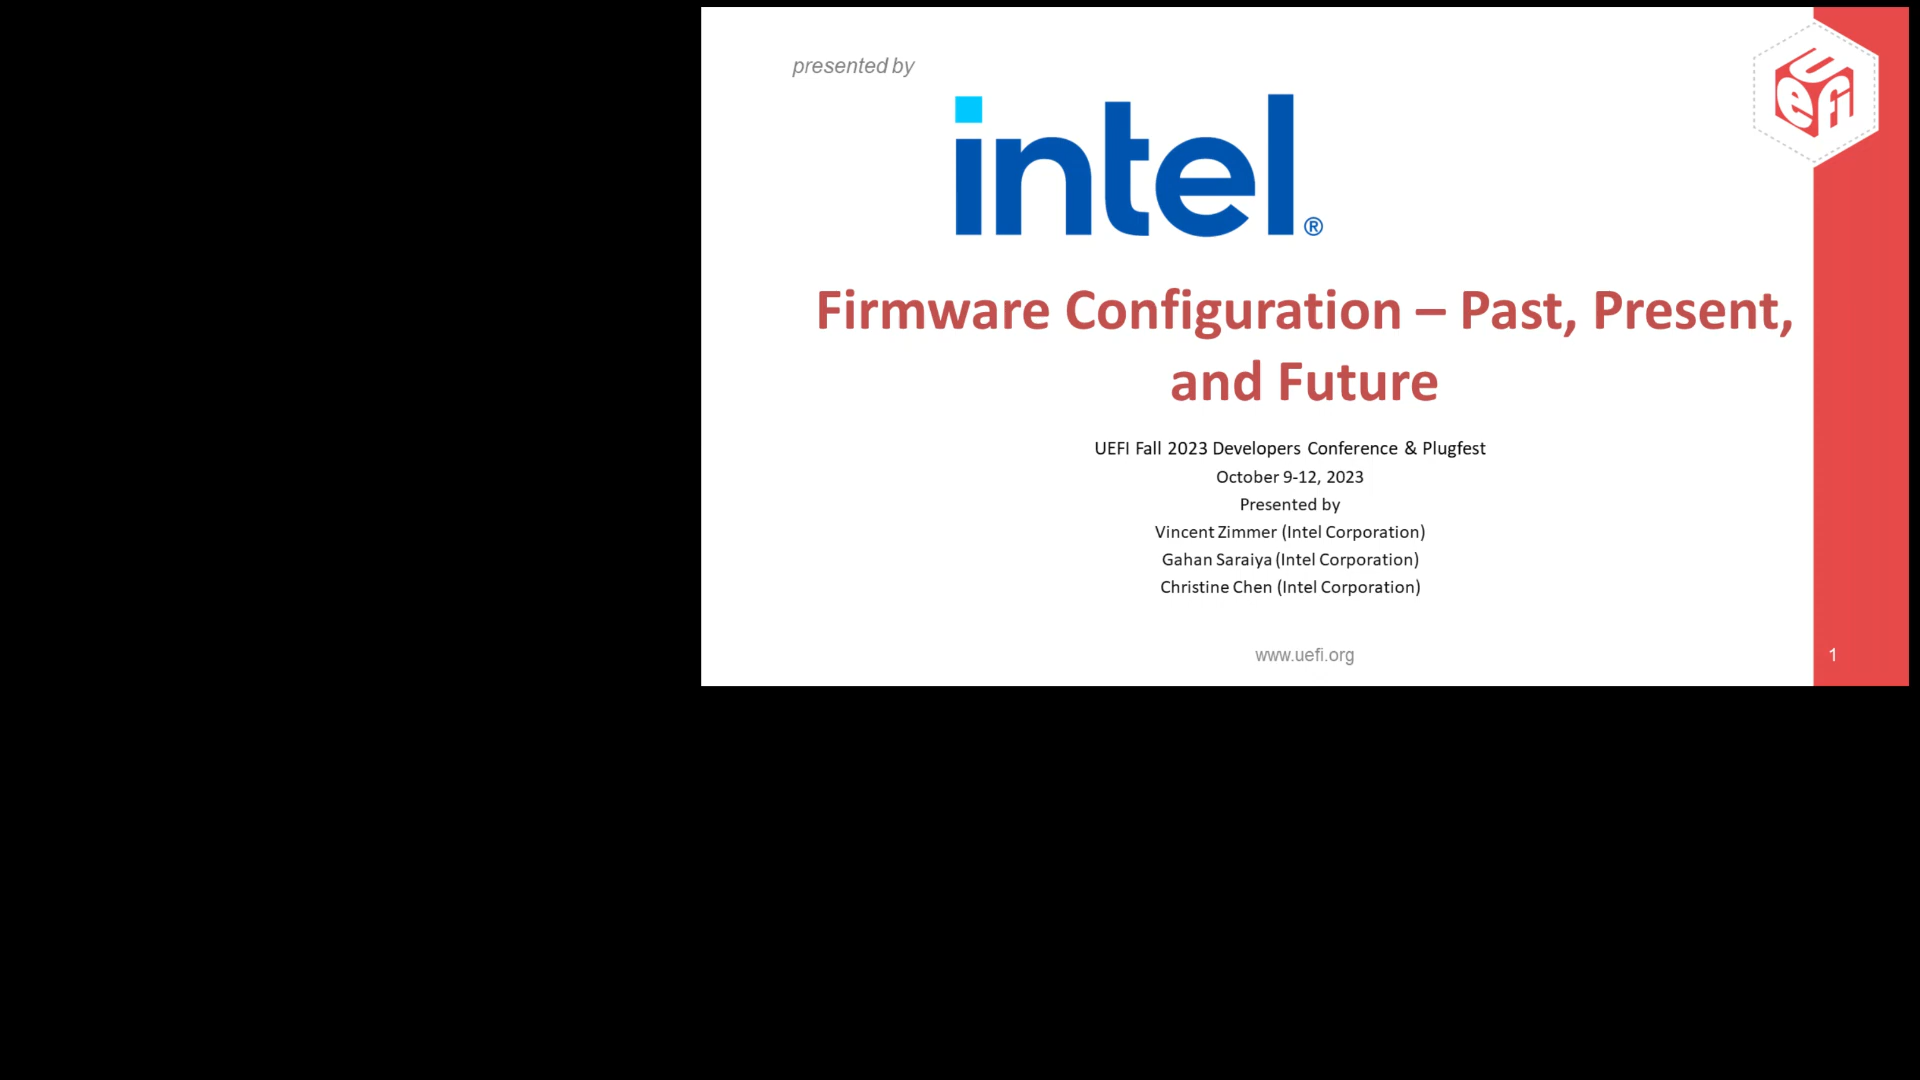 presented by
intel®
UEFI
Firmware Configuration – Past, Present,
and Future
UEFI Fall 2023 Developers Conference & Plugfest
October 9-12, 2023
Presented by
Vincent Zimmer (Intel Corporation)
Gahan Saraiya (Intel Corporation)
Christine Chen (Intel Corporation)
www.uefi.org
1